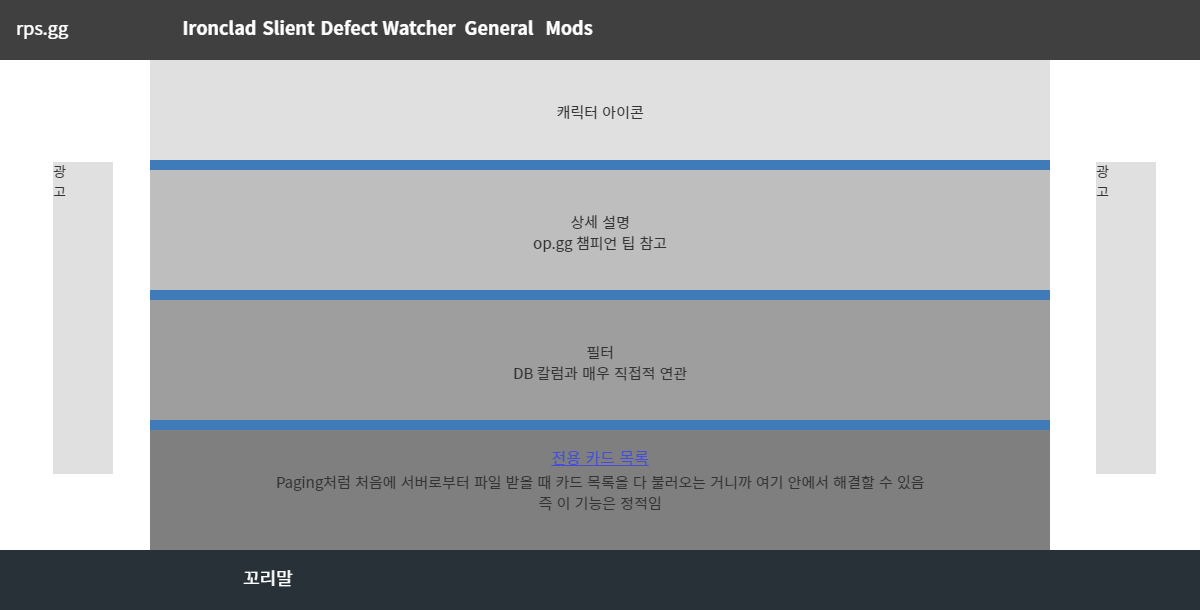 rps.gg
Ironclad Slient Defect Watcher General Mods
캐릭터 아이콘
광
고
광
고
상세 설명
op.gg 챔피언 팁 참고
필터
DB 칼럼과 매우 직접적 연관
전용 카드 목록
Paging처럼 처음에 서버로부터 파일 받을 때 카드 목록을 다 불러오는 거니까 여기 안에서 해결할 수 있음
즉 이 기능은 정적임
꼬리말